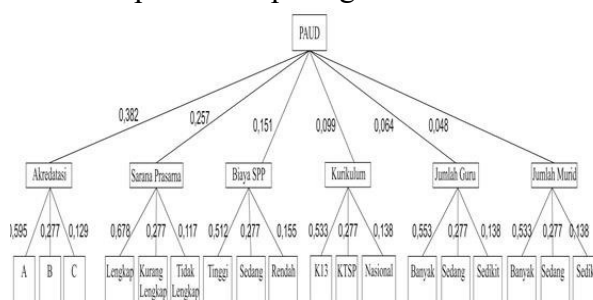 PAUD
0,382
0,257
0,151
0,099
0,064
0,048
Akredatasi
Sarana Prasarna
Biaya SPP
Kurikulum
Jumlah Guru
Jumlah Murid
,595 0,277 0,129
0,678 0,277 0,117
0,512 0,277 0,155
0,533 0,277 0,138
0,553 0,277 0,138
0,533 0,277 0,138
A
B
C
Lengkap
Kurang
Lengkap
Tidak
Lengkap
Tinggi
Sedang
Rendah
K13
KTSP
Nasional
Banyak
Sedang
Sedikit
Banyak
Sedang